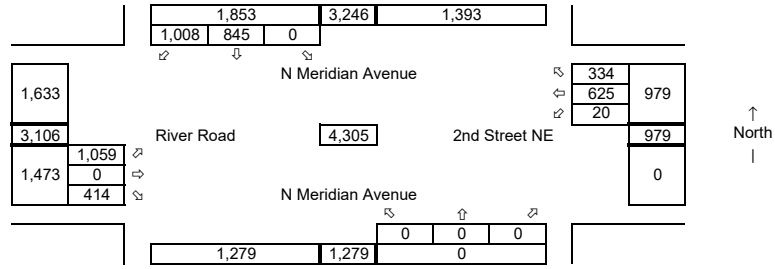 1,853 3,246 1,393
1,008 845 0
N Meridian Avenue
334
625 979
20
1,633
3,106 River Road 4,305 2nd Street NE 979
1,059
1,473 0
414
0
N Meridian Avenue
0 0 0
1,279 1,279 0
↑
North
|